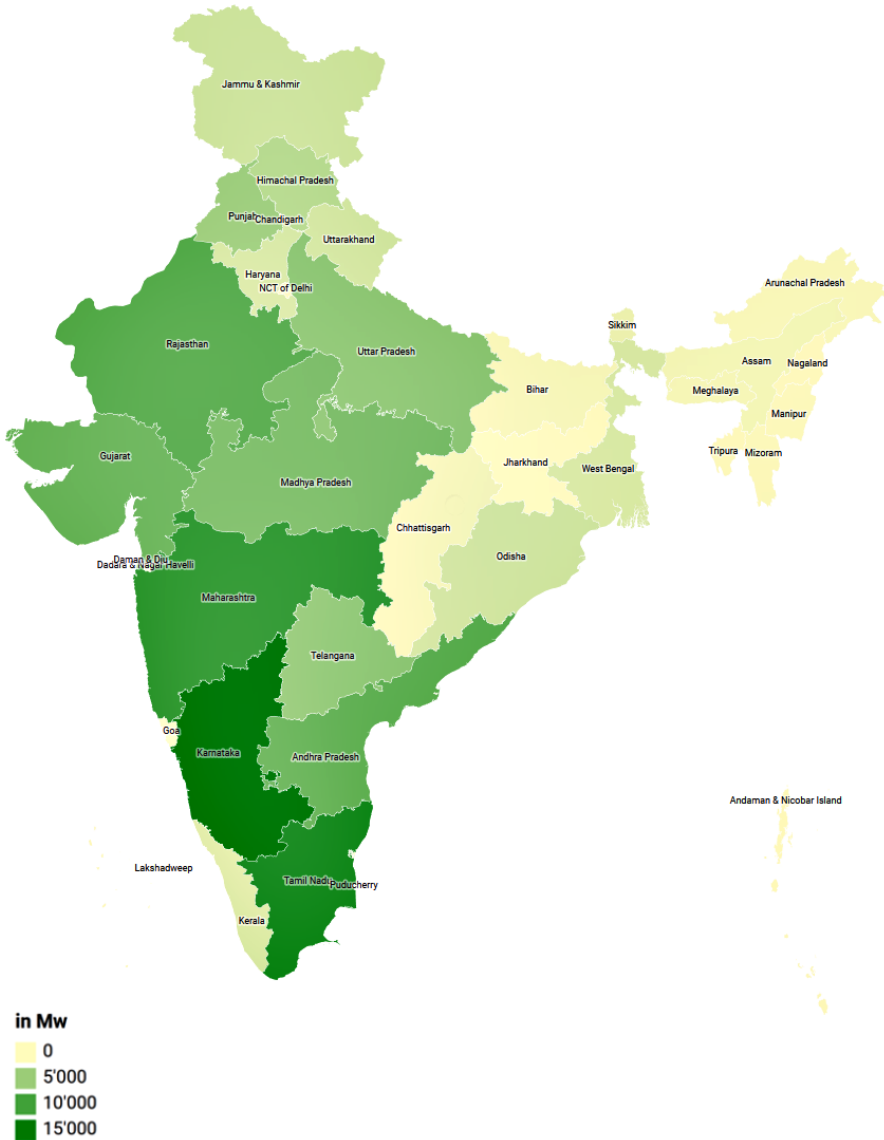 Jammu & Kashmir
Himachal Pradesh
Punjab
Chandigarh
Uttarakhand
Haryana
NCT of Delhi
Arunachal Pradesh
Sikkim
Rajasthan
Uttar Pradesh
Assam
Nagaland
Bihar
Meghalaya
Manipur
Gujarat
Tripura
Mizoram
Jharkhand
West Bengal
Madhya Pradesh
Chhattisgarh
Odisha
Daman & Diu
Dadara & Nagar Havelli
Maharashtra
Telangana
Goa
Karnataka
Andhra Pradesh
Andaman & Nicobar Island
Lakshadweep
Tamil Nadu
Puducherry
Kerala
in Mw
0
5'000
10'000
15'000